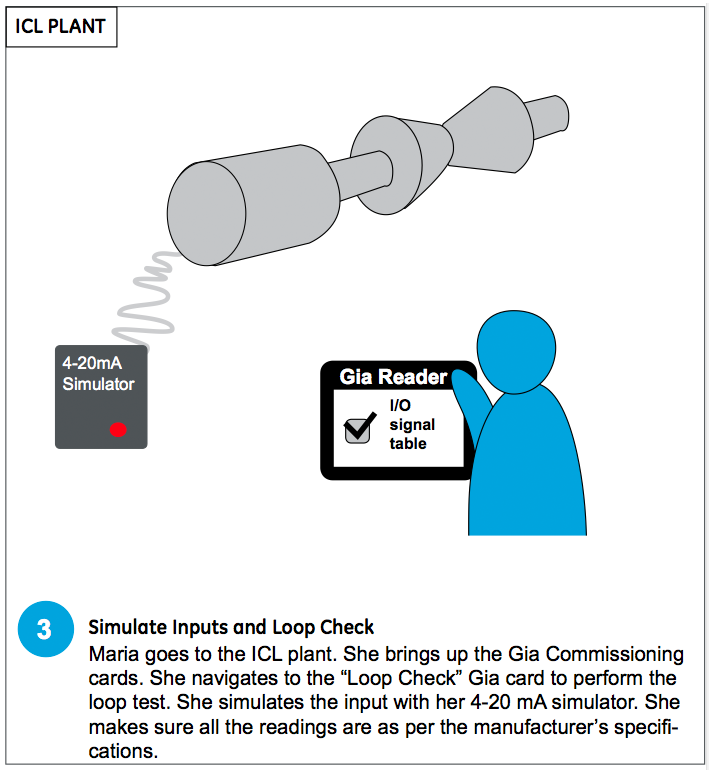 ICL PLANT
4-20mA
Simulator
Gia Reader
I/O
signal
table
3
Simulate Inputs and Loop Check
Maria goes to the ICL plant. She brings up the Gia Commissioning
cards. She navigates to the “Loop Check” Gia card to perform the
loop test. She simulates the input with her 4-20 mA simulator. She
makes sure all the readings are as per the manufacturer’s specifi-
cations.